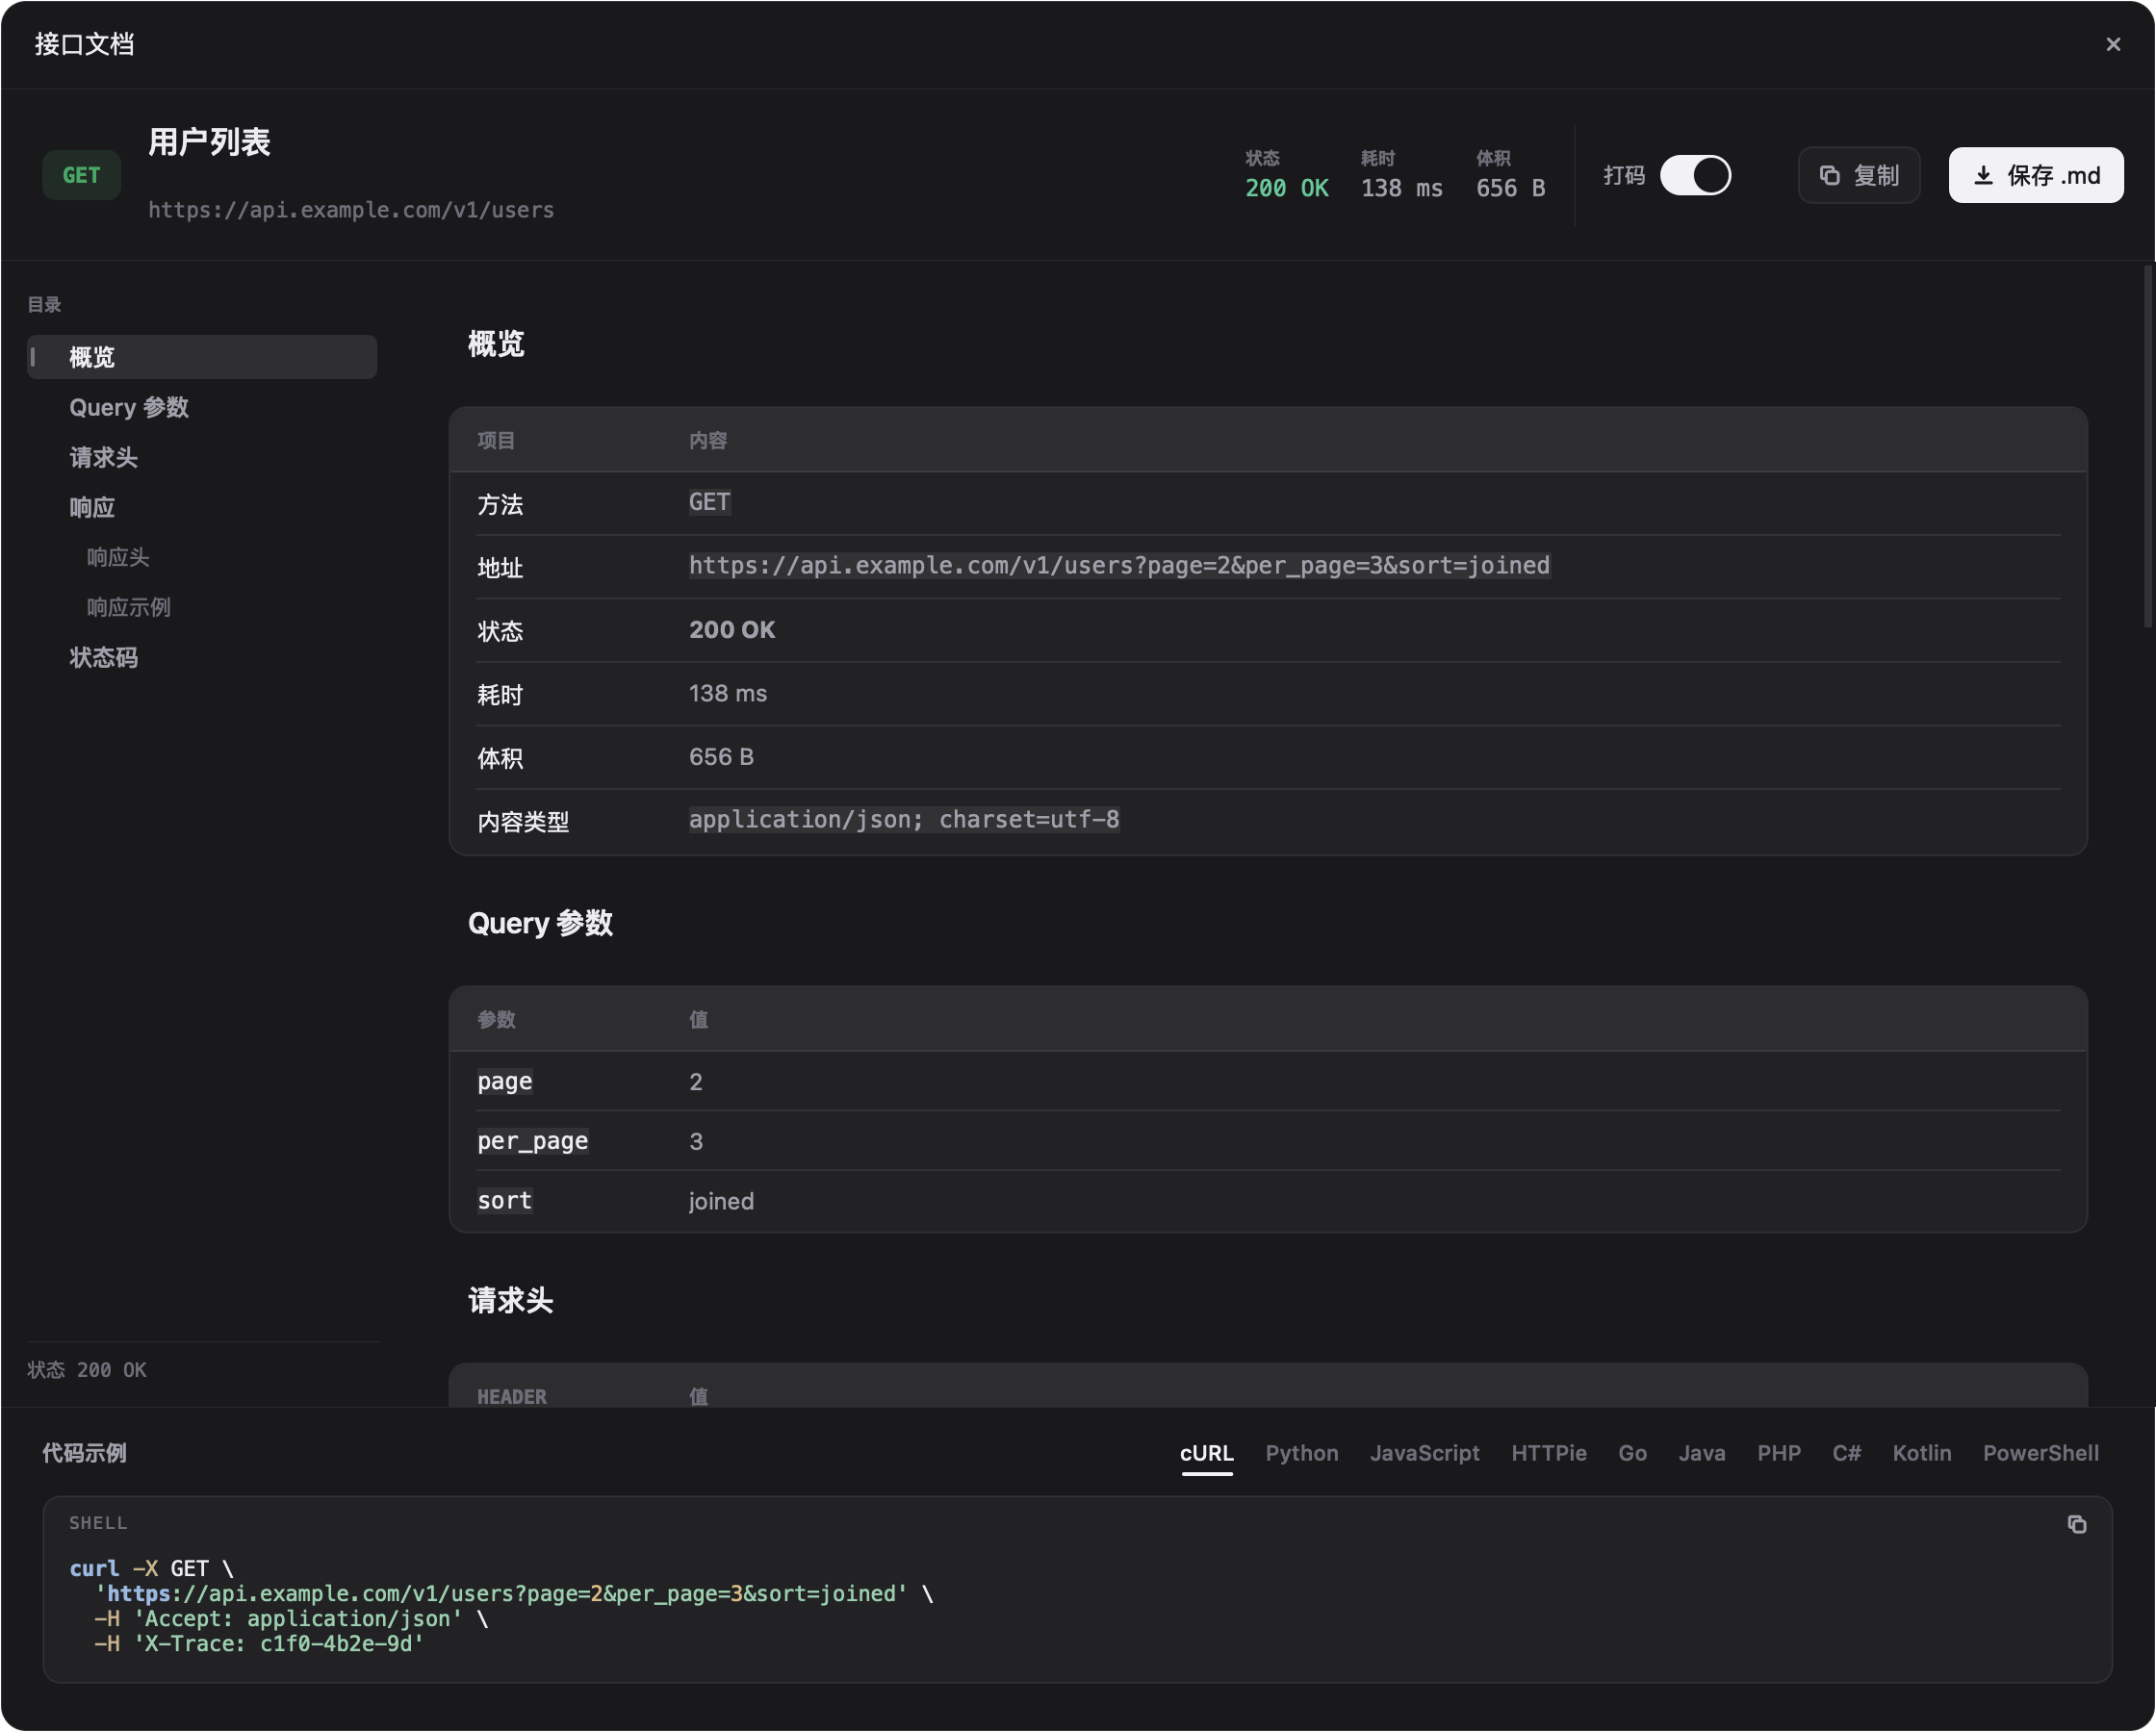 接口文档
用户列表
GET
https://api.example.com/v1/users
状态 耗时 体积
200 OK 138 ms 656 B
打码
复制
保存 .md
目录
概览
Query 参数
请求头
响应
响应头
响应示例
状态码
状态 200 OK
概览
项目 内容
方法 GET
地址 https://api.example.com/v1/users?page=2&per_page=3&sort=joined
状态 200 OK
耗时 138 ms
体积 656 B
内容类型 application/json; charset=utf-8
Query 参数
参数 值
page 2
per_page 3
sort joined
请求头
HEADER 值
代码示例
cURL Python JavaScript HTTPie Go Java PHP C# Kotlin PowerShell
SHELL
curl -X GET \
'https://api.example.com/v1/users?page=2&per_page=3&sort=joined' \
-H 'Accept: application/json' \
-H 'X-Trace: c1f0-4b2e-9d'